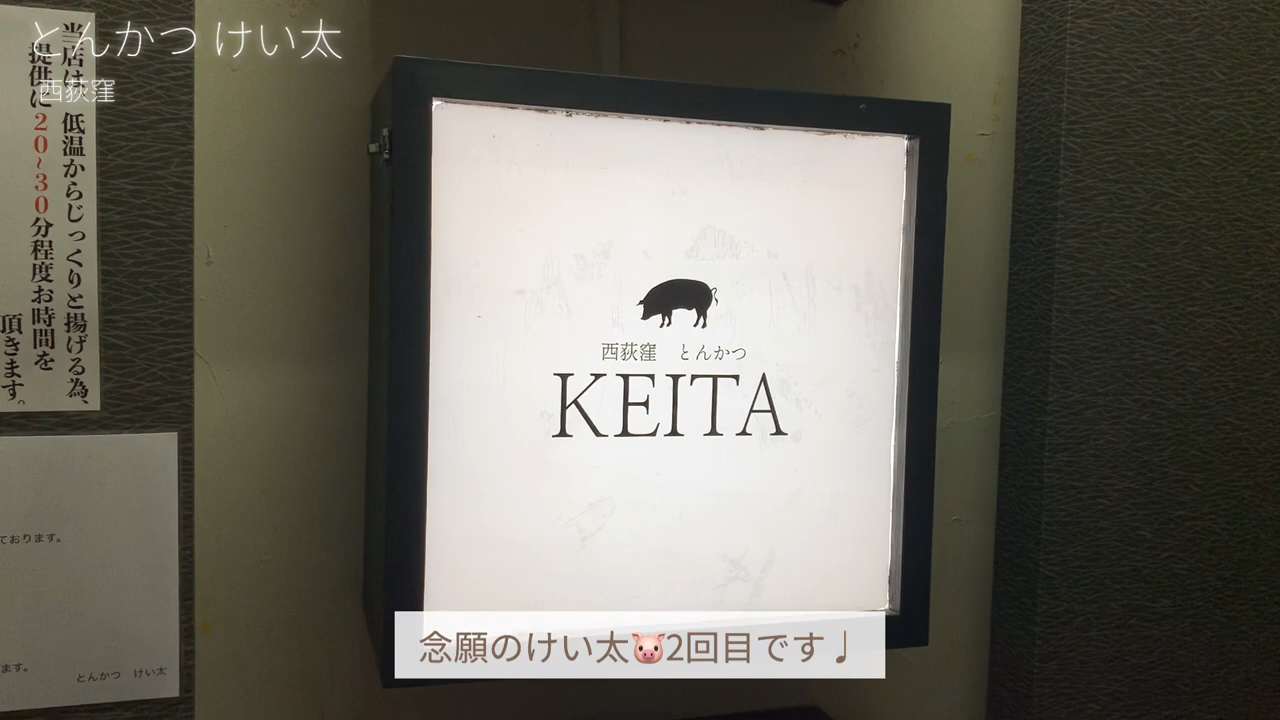 とんかつ けい太
西荻窪
当店は、低温からじっくりと揚げる為、
提供に20~30分程度お時間を
頂きます。
西荻窪 とんかつ
KEITA
ております。
ます。
とんかつ けい太
念願のけい太🐷2回目です♩